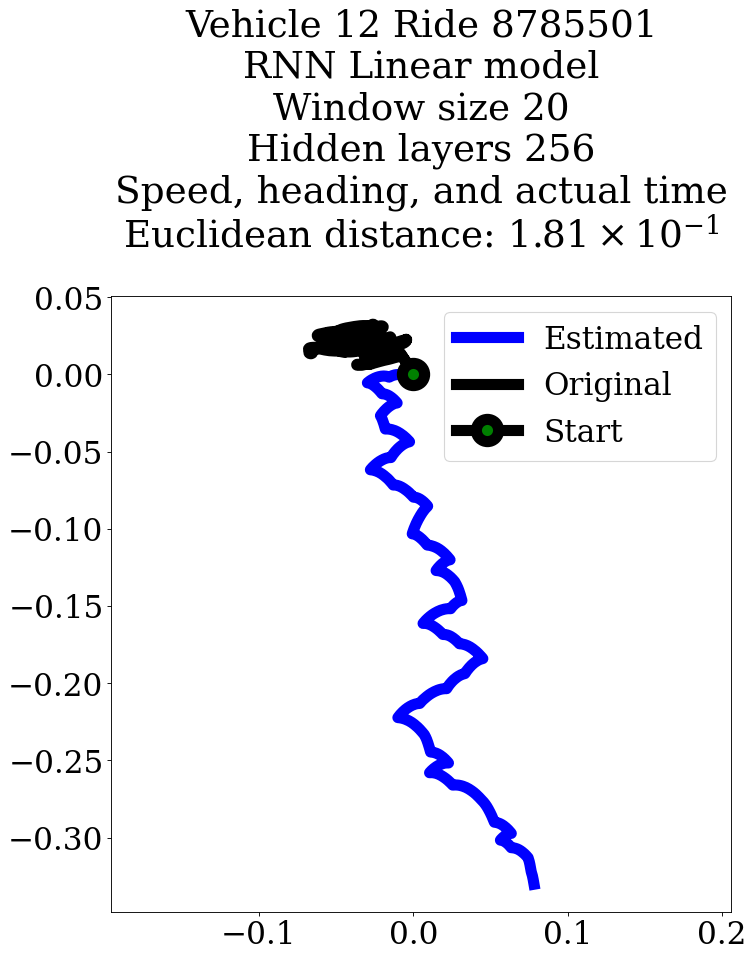 Vehicle 12 Ride 8785501
RNN Linear model
Window size 20
Hidden layers 256
Speed, heading, and actual time
Euclidean distance: 1.81 × 10⁻¹
Estimated
Original
Start
0.05
0.00
−0.05
−0.10
−0.15
−0.20
−0.25
−0.30
−0.1
0.0
0.1
0.2